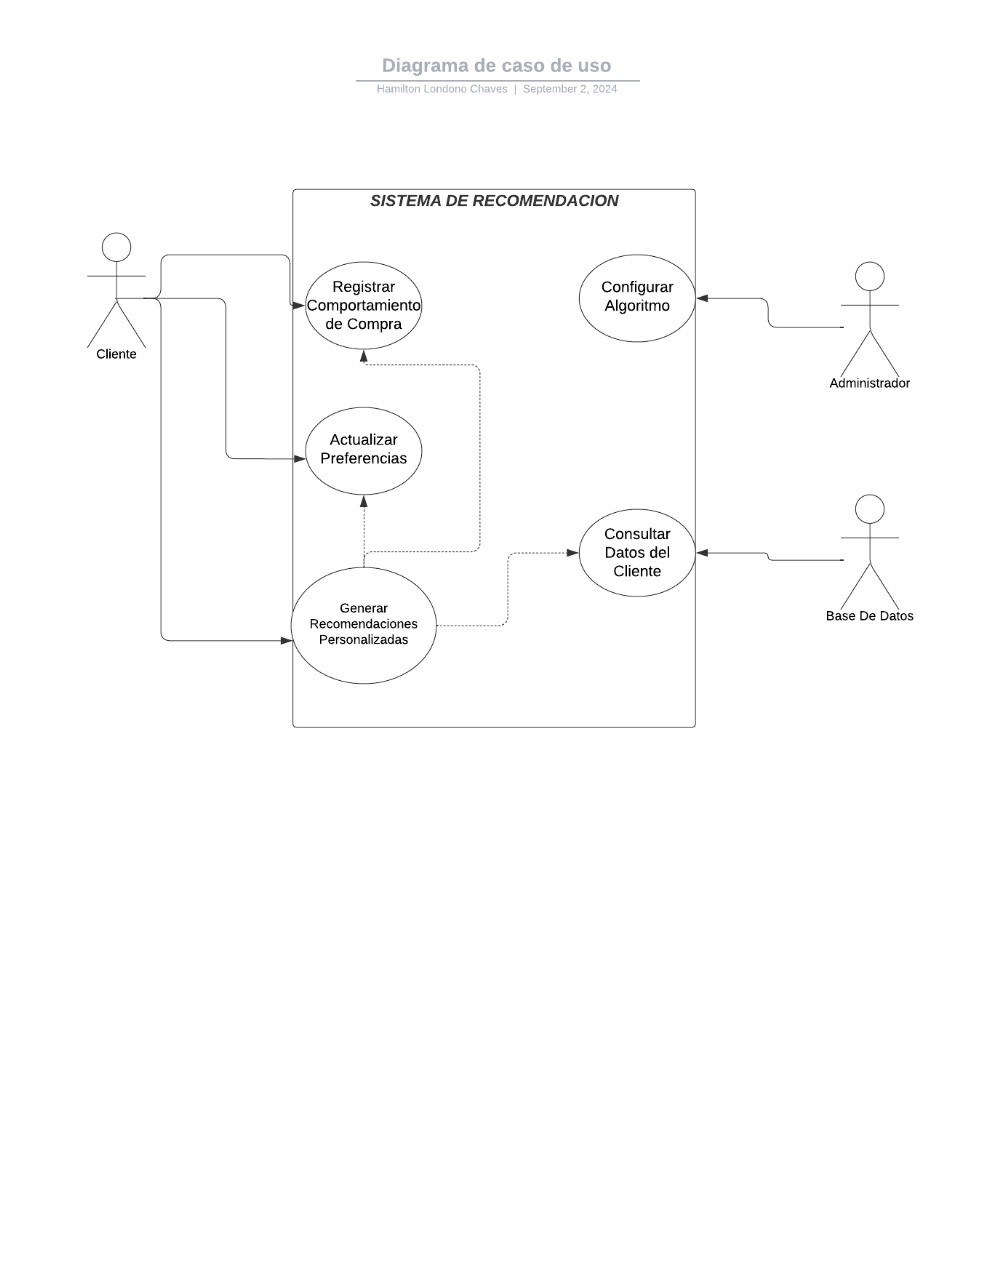 Diagrama de caso de uso
Hamilton Londono Chaves | September 2, 2024
SISTEMA DE RECOMENDACION
Registrar
Comportamiento
de Compra
Configurar
Algoritmo
Cliente
Administrador
Actualizar
Preferencias
Consultar
Datos del
Cliente
Base De Datos
Generar
Recomendaciones
Personalizadas